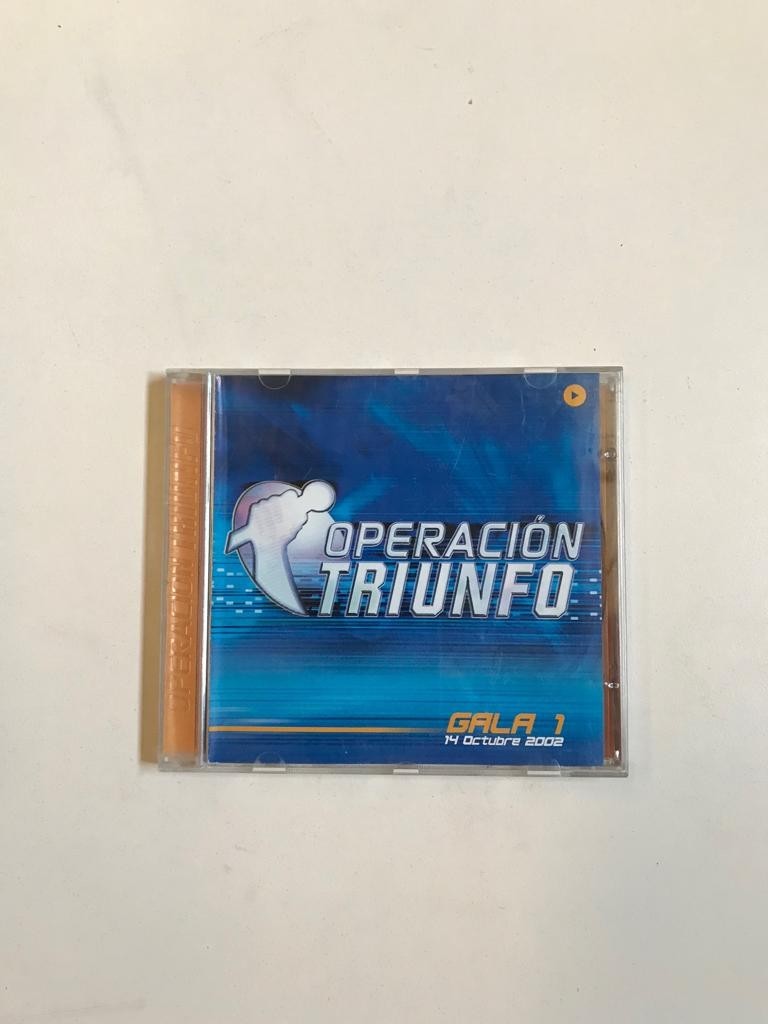 OPERACIÓN TRIUNFO
OPERACIÓN
TRIUNFO
GALA 1
14 Octubre 2002